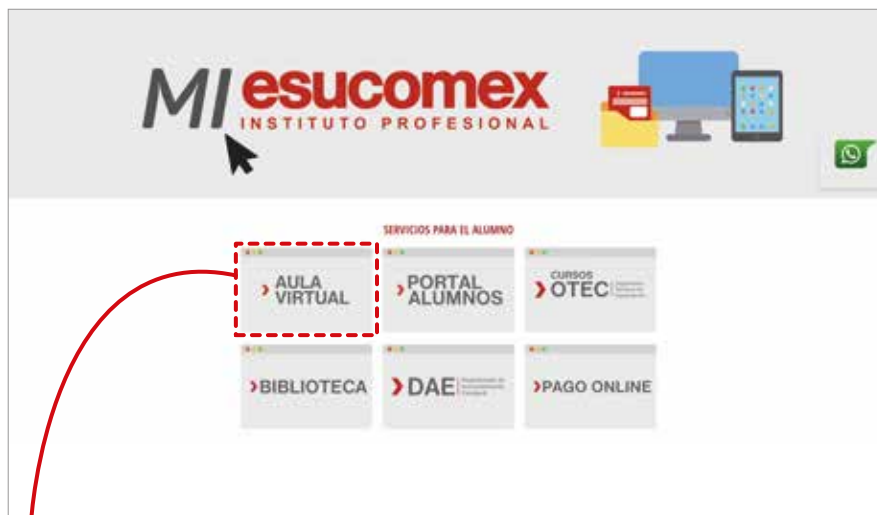 MI esucomex
INSTITUTO PROFESIONAL
SERVICIOS PARA EL ALUMNO
AULA
VIRTUAL
PORTAL
ALUMNOS
CURSOS
OTEC
BIBLIOTECA
DAE
PAGO ONLINE